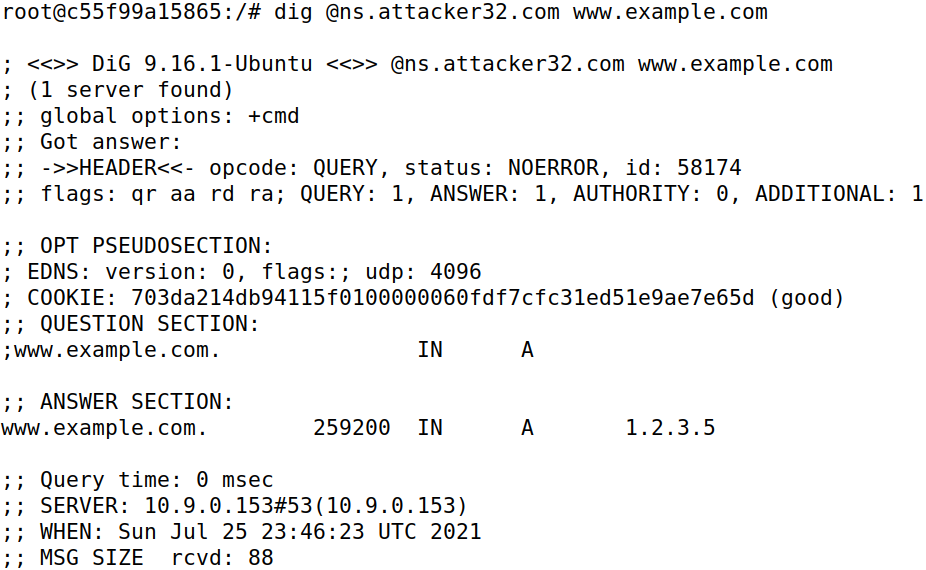 root@c55f99a15865:/# dig @ns.attacker32.com www.example.com

; <<>> DiG 9.16.1-Ubuntu <<>> @ns.attacker32.com www.example.com
; (1 server found)
;; global options: +cmd
;; Got answer:
;; ->>HEADER<<- opcode: QUERY, status: NOERROR, id: 58174
;; flags: qr aa rd ra; QUERY: 1, ANSWER: 1, AUTHORITY: 0, ADDITIONAL: 1

;; OPT PSEUDOSECTION:
; EDNS: version: 0, flags:; udp: 4096
; COOKIE: 703da214db94115f0100000060fdf7cfc31ed51e9ae7e65d (good)
;; QUESTION SECTION:
;www.example.com.               IN      A

;; ANSWER SECTION:
www.example.com.        259200  IN      A       1.2.3.5

;; Query time: 0 msec
;; SERVER: 10.9.0.153#53(10.9.0.153)
;; WHEN: Sun Jul 25 23:46:23 UTC 2021
;; MSG SIZE  rcvd: 88